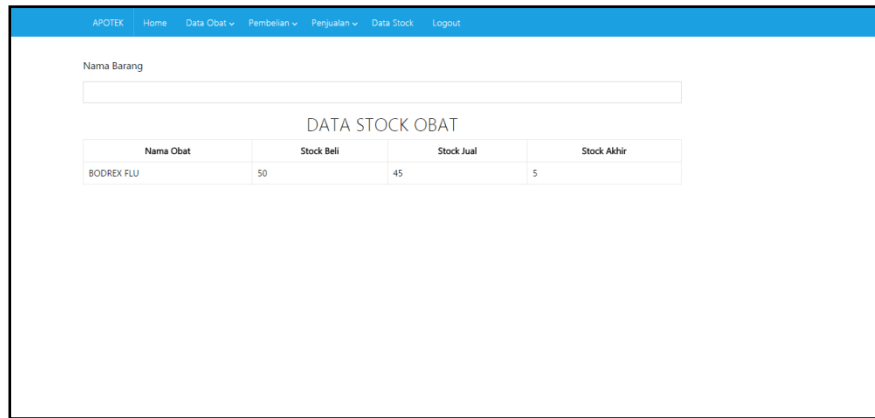 APOTEK Home Data Obat Pembelian Penjualan Data Stock Logout
Nama Barang
DATA STOCK OBAT
Nama Obat Stock Beli Stock Jual Stock Akhir
BODREX FLU 50 45 5